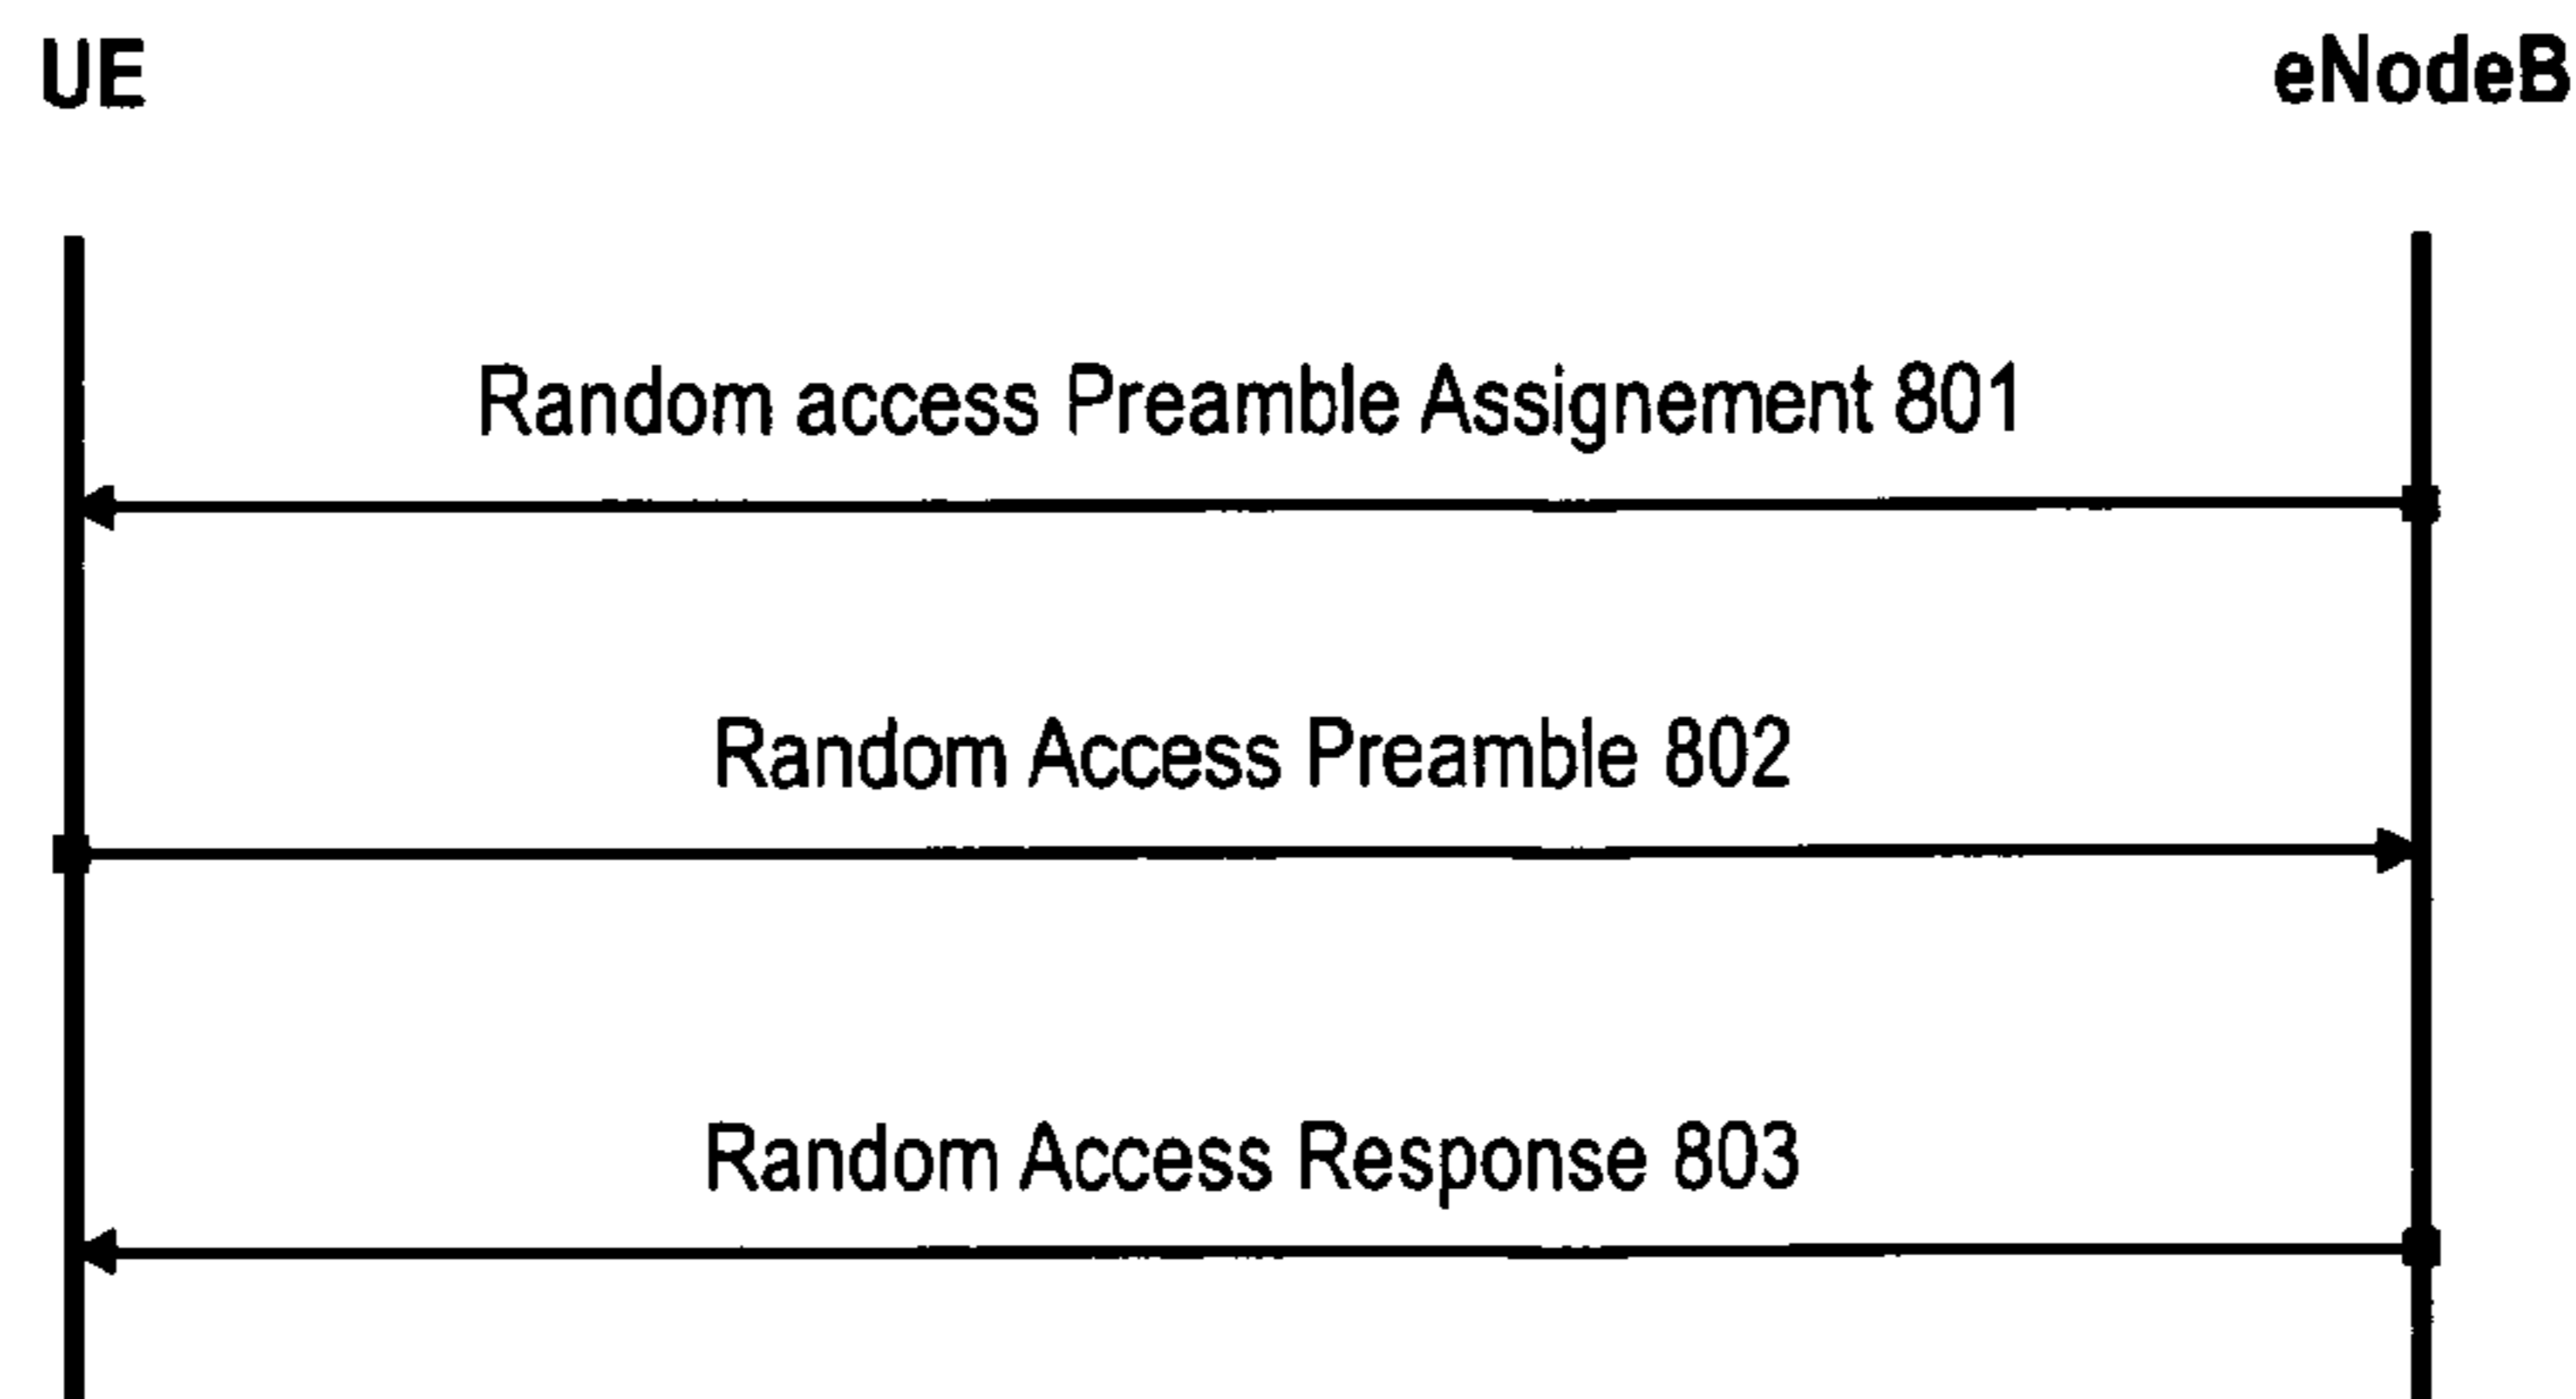 UE
eNodeB
Random access Preamble Assignement 801
Random Access Preamble 802
Random Access Response 803